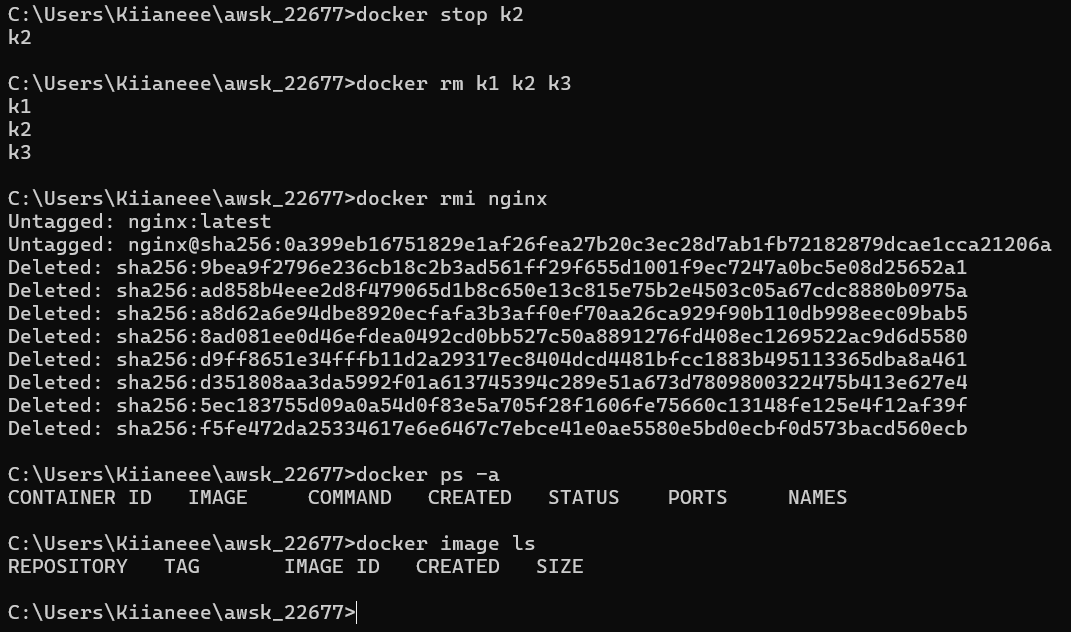 C:\Users\Kiianeee\awsk_22677>docker stop k2
k2
C:\Users\Kiianeee\awsk_22677>docker rm k1 k2 k3
k1
k2
k3
C:\Users\Kiianeee\awsk_22677>docker rmi nginx
Untagged: nginx:latest
Untagged: nginx@sha256:0a399eb16751829e1af26fea27b20c3ec28d7ab1fb72182879dcae1cca21206a
Deleted: sha256:9bea9f2796e236cb18c2b3ad561ff29f655d1001f9ec7247a0bc5e08d25652a1
Deleted: sha256:ad858b4eee2d8f479065d1b8c650e13c815e75b2e4503c05a67cdc8880b0975a
Deleted: sha256:a8d62a6e94dbe8920ecfafa3b3aff0ef70aa26ca929f90b110db998eec09bab5
Deleted: sha256:8ad081ee0d46efdea0492cd0bb527c50a8891276fd408ec1269522ac9d6d5580
Deleted: sha256:d9ff8651e34fffb11d2a29317ec8404dcd4481bfcc1883b495113365dba8a461
Deleted: sha256:d351808aa3da5992f01a613745394c289e51a673d7809800322475b413e627e4
Deleted: sha256:5ec183755d09a0a54d0f83e5a705f28f1606fe75660c13148fe125e4f12af39f
Deleted: sha256:f5fe472da25334617e6e6467c7ebce41e0ae5580e5bd0ecbf0d573bacd560ecb
C:\Users\Kiianeee\awsk_22677>docker ps -a
CONTAINER ID   IMAGE     COMMAND   CREATED   STATUS    PORTS     NAMES
C:\Users\Kiianeee\awsk_22677>docker image ls
REPOSITORY   TAG       IMAGE ID   CREATED   SIZE
C:\Users\Kiianeee\awsk_22677>